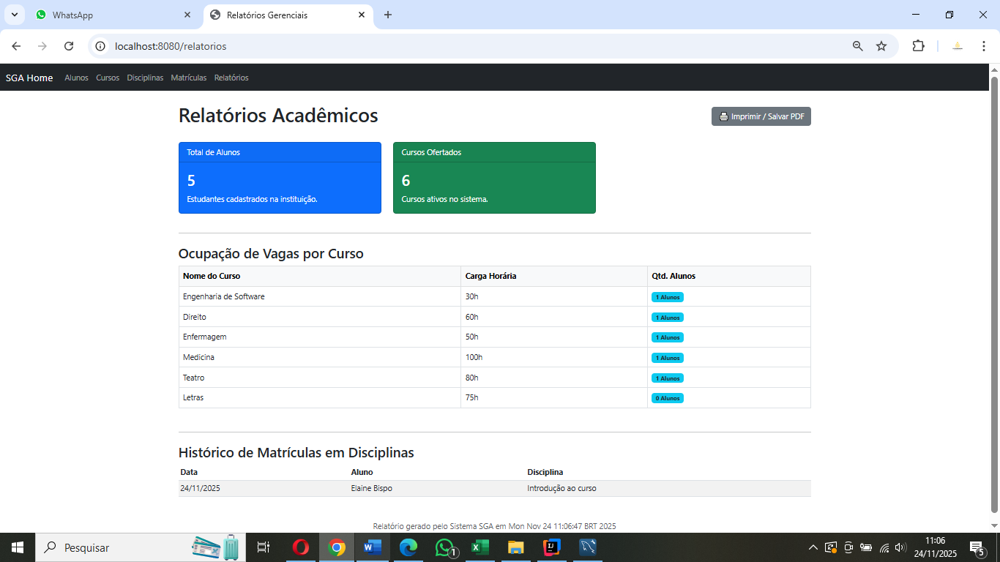 WhatsApp
Relatórios Gerenciais
localhost:8080/relatorios
SGA Home Alunos Cursos Disciplinas Matrículas Relatórios
Relatórios Acadêmicos
Imprimir / Salvar PDF
Total de Alunos
5
Estudantes cadastrados na instituição.
Cursos Ofertados
6
Cursos ativos no sistema.
Ocupação de Vagas por Curso
Nome do Curso Carga Horária Qtd. Alunos
Engenharia de Software 30h 1 Alunos
Direito 60h 1 Alunos
Enfermagem 50h 1 Alunos
Medicina 100h 1 Alunos
Teatro 80h 1 Alunos
Letras 75h 0 Alunos
Histórico de Matrículas em Disciplinas
Data Aluno Disciplina
24/11/2025 Elaine Bispo Introdução ao curso
Relatório gerado pelo Sistema SGA em Mon Nov 24 11:06:47 BRT 2025
Pesquisar
1
11:06
24/11/2025
5